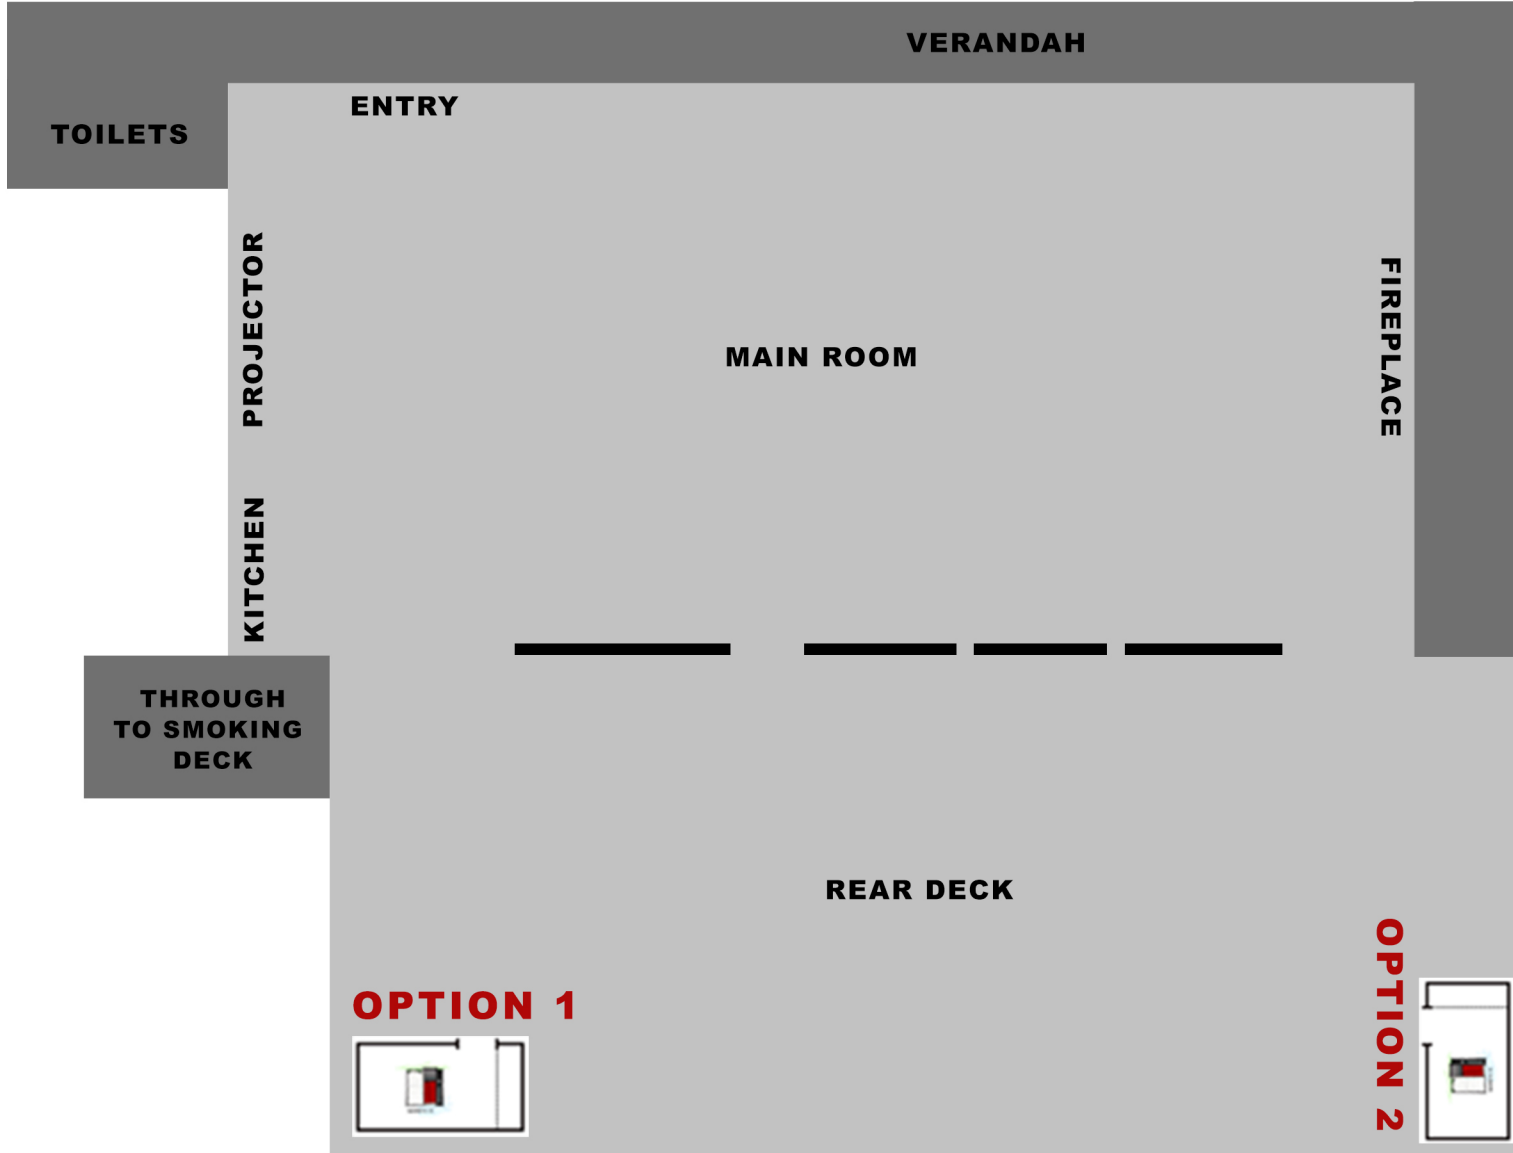 VERANDAH
ENTRY
TOILETS
PROJECTOR
FIREPLACE
MAIN ROOM
KITCHEN
THROUGH
TO SMOKING
DECK
REAR DECK
OPTION 1
OPTION 2